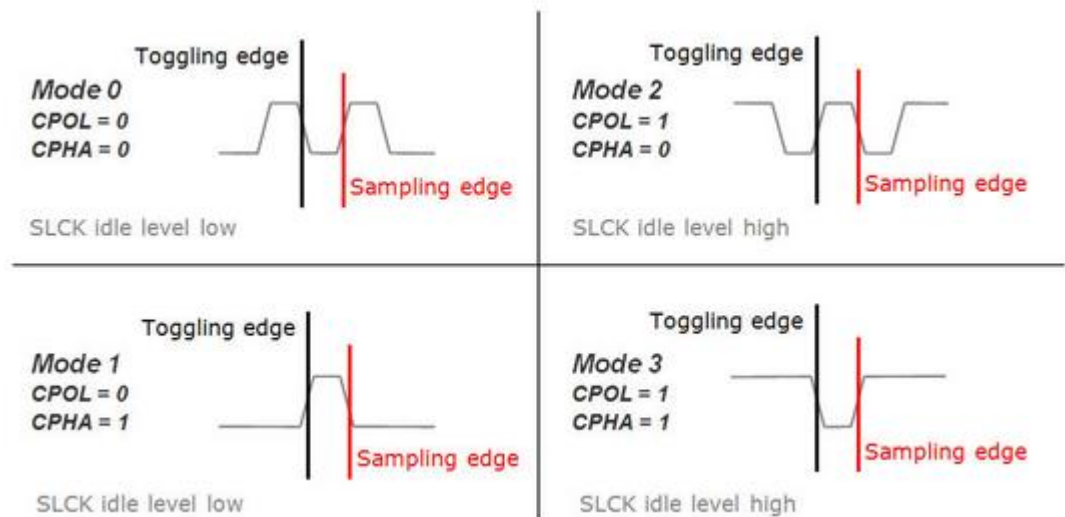 Toggling edge
Mode 0
CPOL = 0
CPHA = 0
Sampling edge
SLCK idle level low
Toggling edge
Mode 2
CPOL = 1
CPHA = 0
Sampling edge
SLCK idle level high
Toggling edge
Mode 1
CPOL = 0
CPHA = 1
Sampling edge
SLCK idle level low
Toggling edge
Mode 3
CPOL = 1
CPHA = 1
Sampling edge
SLCK idle level high